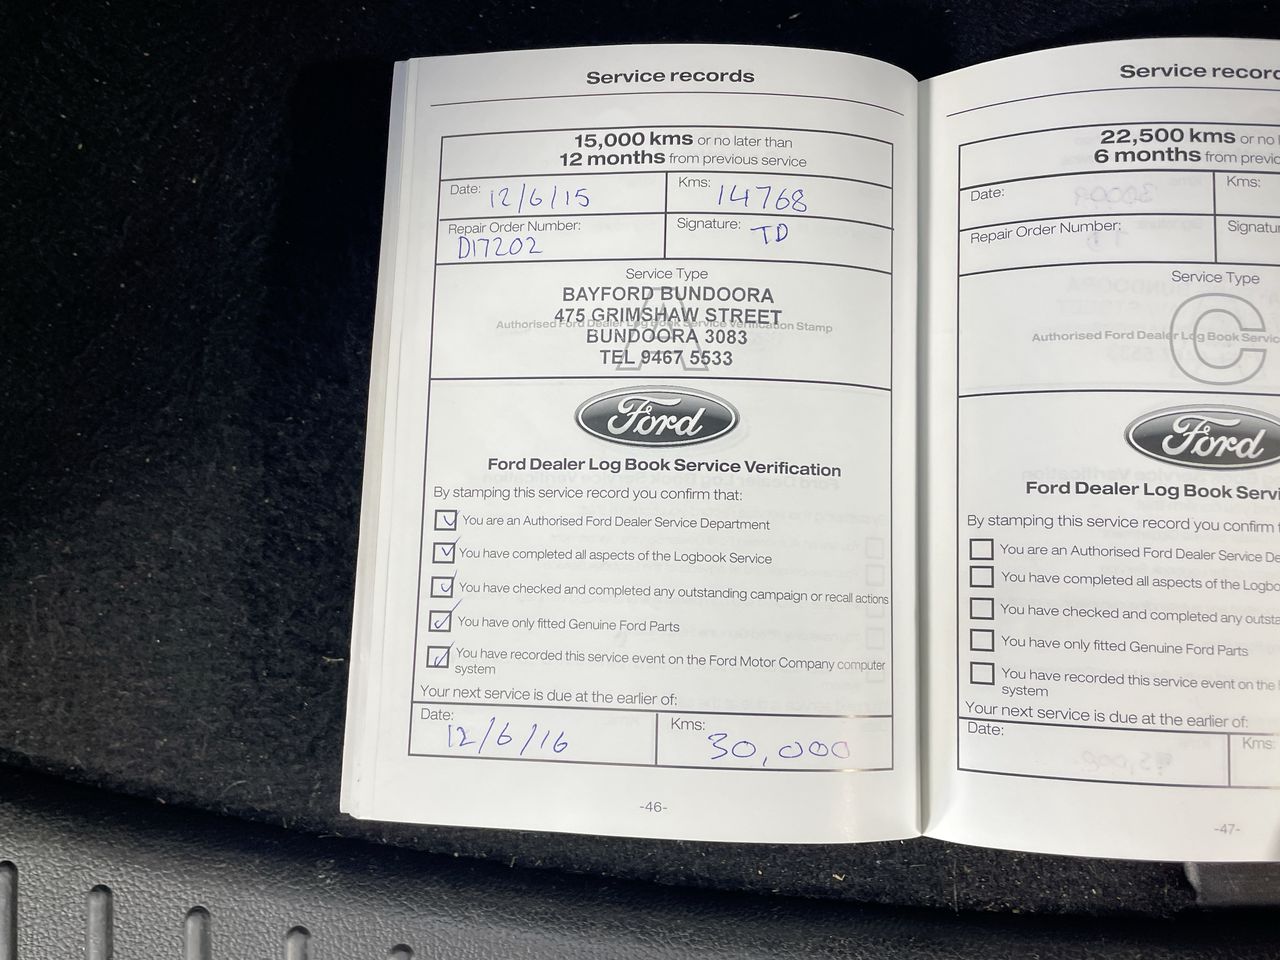 Service records
15,000 kms or no later than
12 months from previous service
Date: 12/6/15
Kms: 14768
Repair Order Number:
D17202
Signature: TD
Service Type
A
BAYFORD BUNDOORA
475 GRIMSHAW STREET
Authorised Ford Dealer Log Book Service Verification Stamp
BUNDOORA 3083
TEL 9467 5533
Ford
Ford Dealer Log Book Service Verification
By stamping this service record you confirm that:
You are an Authorised Ford Dealer Service Department
You have completed all aspects of the Logbook Service
You have checked and completed any outstanding campaign or recall actions
You have only fitted Genuine Ford Parts
You have recorded this service event on the Ford Motor Company computer
system
Your next service is due at the earlier of:
Date:
12/6/16
Kms:
30,000
-46-
Service recor
22,500 kms or no
6 months from
Date:
Kms:
Repair Order Number:
Service Type
C
Authorised Ford Dealer Log Book
Ford
Ford Dealer Log Book
By stamping this service record you confirm
You are an Authorised Ford Dealer Service
You have completed all aspects of the
You have checked and completed any
You have only fitted Genuine Ford Parts
You have recorded this service event on the
system
Your next service is due at the earlier of:
Date:
Kms:
-47-